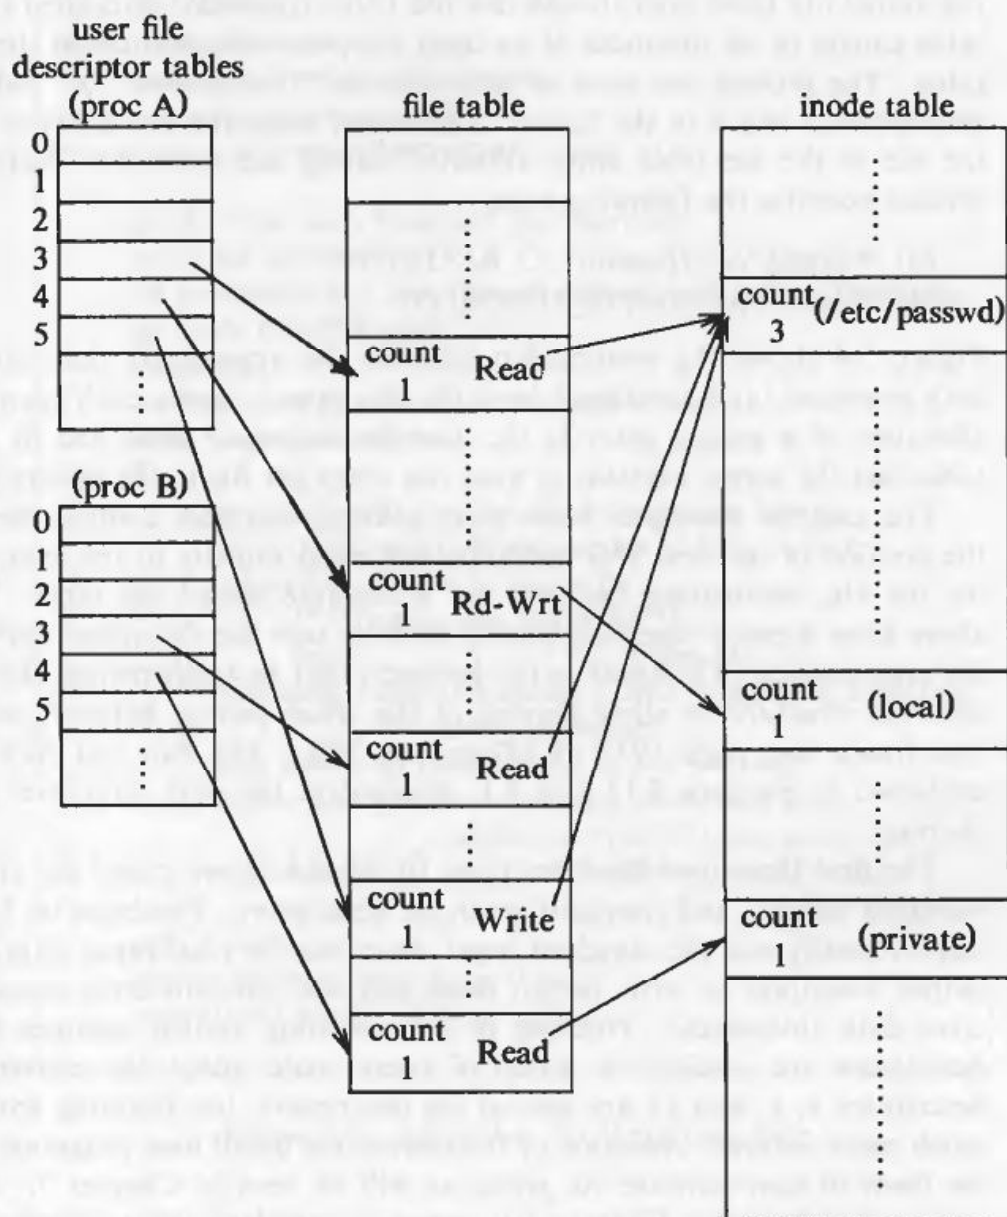 user file
descriptor tables
(proc A)
file table
inode table
0
1
2
3
4
5
(proc B)
0
1
2
3
4
5
count
1
Read
count
1
Rd-Wrt
count
1
Read
count
1
Write
count
1
Read
count
3
(/etc/passwd)
count
1
(local)
count
1
(private)